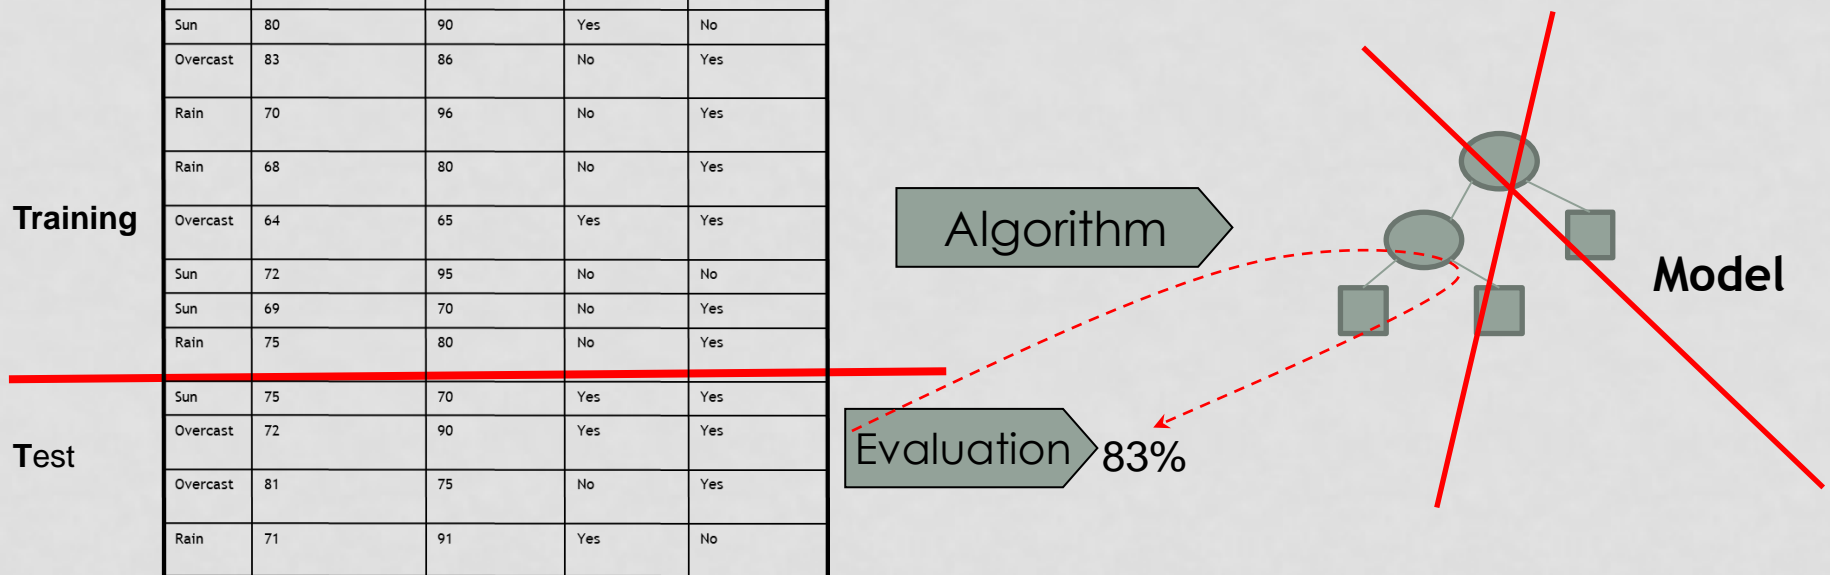 Sun 80 90 Yes No
Overcast 83 86 No Yes
Rain 70 96 No Yes
Rain 68 80 No Yes
Training
Overcast 64 65 Yes Yes
Sun 72 95 No No
Sun 69 70 No Yes
Rain 75 80 No Yes
Sun 75 70 Yes Yes
Overcast 72 90 Yes Yes
Test
Overcast 81 75 No Yes
Rain 71 91 Yes No
Algorithm
Model
Evaluation 83%